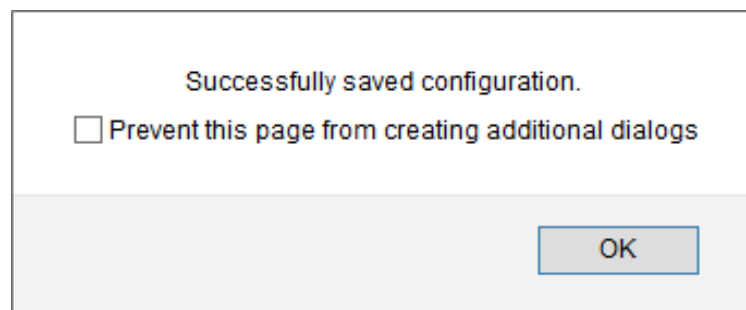 Successfully saved configuration.
Prevent this page from creating additional dialogs
OK